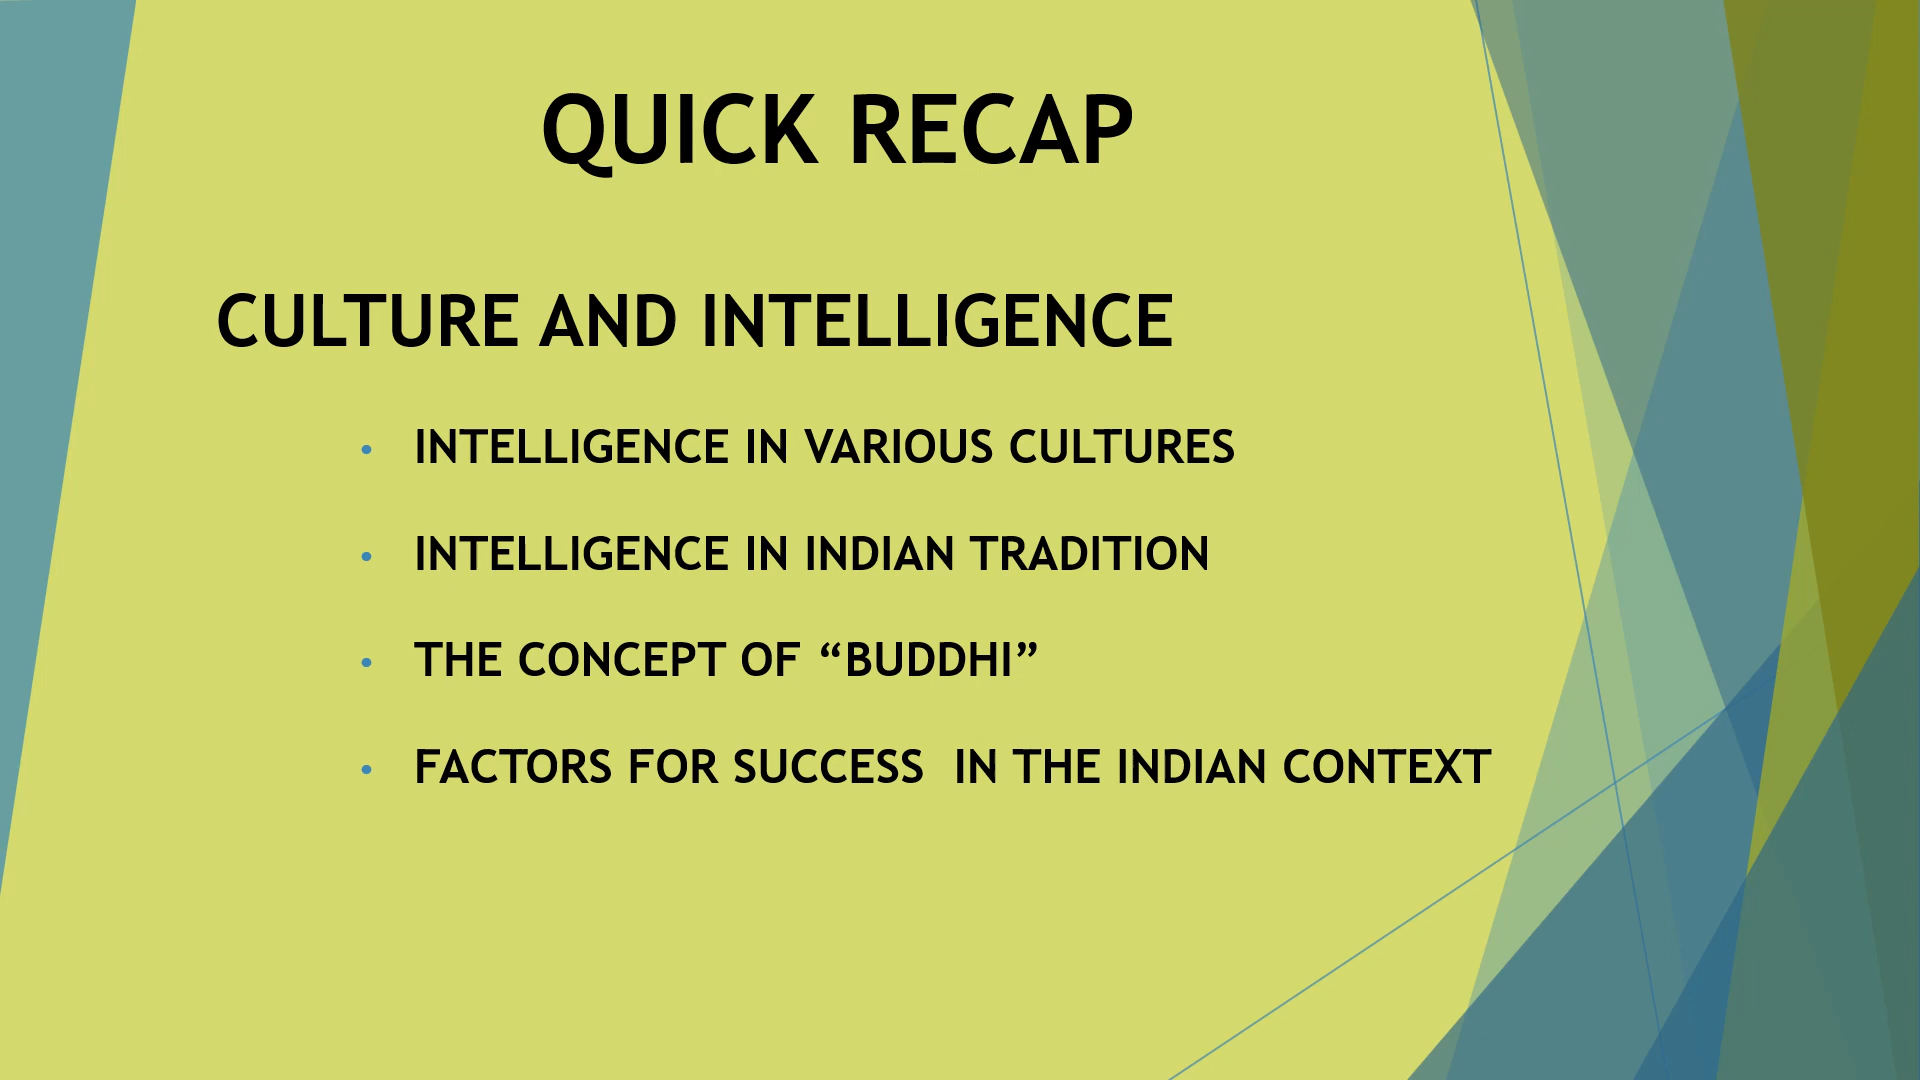 QUICK RECAP
CULTURE AND INTELLIGENCE
• INTELLIGENCE IN VARIOUS CULTURES
• INTELLIGENCE IN INDIAN TRADITION
• THE CONCEPT OF “BUDDHI”
• FACTORS FOR SUCCESS  IN THE INDIAN CONTEXT